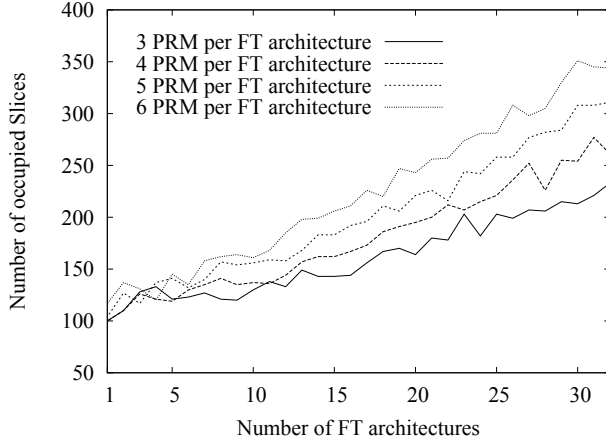 400
350
300
250
200
150
100
50
Number of occupied Slices
3 PRM per FT architecture
4 PRM per FT architecture
5 PRM per FT architecture
6 PRM per FT architecture
1 5 10 15 20 25 30
Number of FT architectures